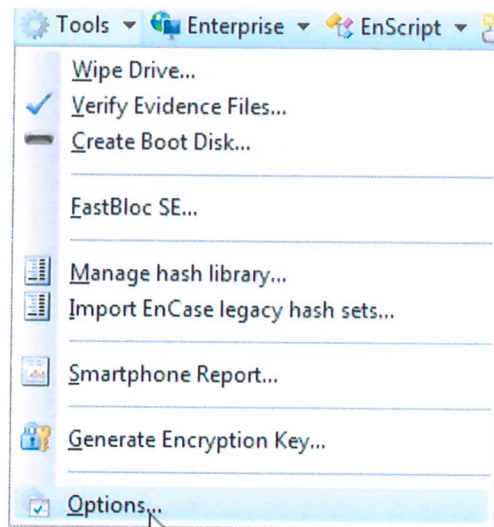 Tools Enterprise EnScript
Wipe Drive...
Verify Evidence Files...
Create Boot Disk...
FastBloc SE...
Manage hash library...
Import EnCase legacy hash sets...
Smartphone Report...
Generate Encryption Key...
Options...